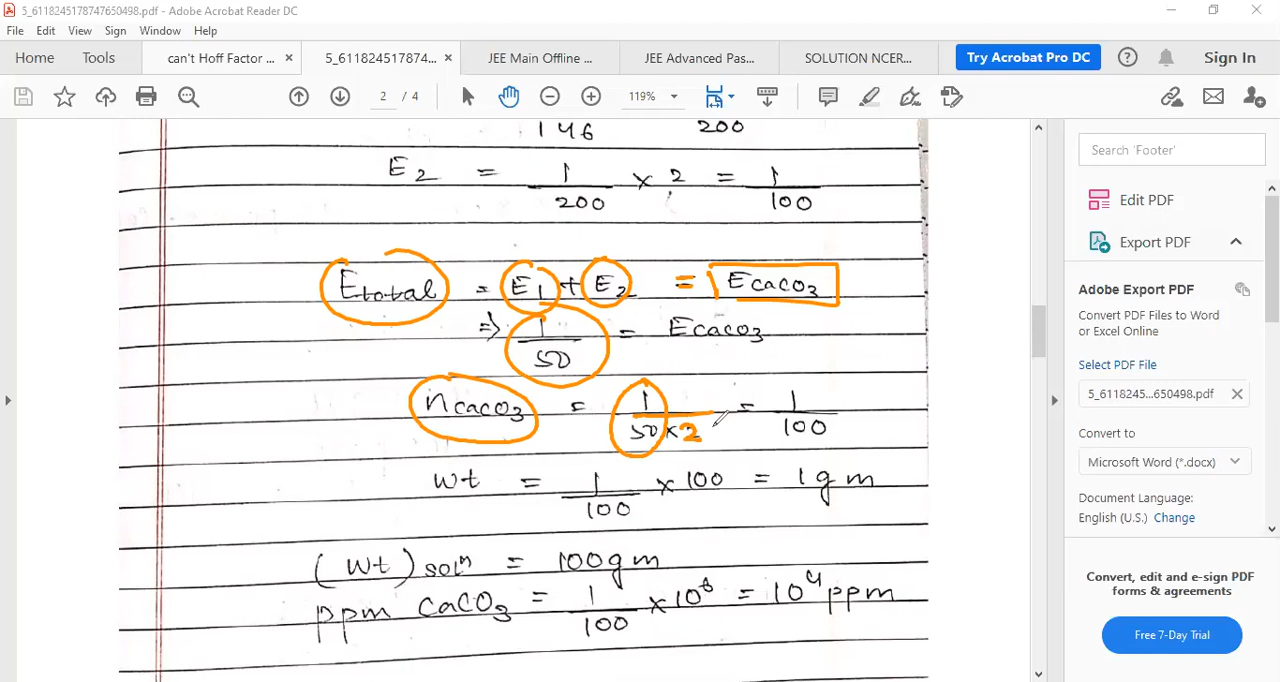 5_6118245178747650498.pdf - Adobe Acrobat Reader DC
File Edit View Sign Window Help
Home Tools can't Hoff Factor ... × 5_611824517874... × JEE Main Offline ... JEE Advanced Pas... SOLUTION NCER... Try Acrobat Pro DC ? Sign In
2 / 4 119%
146 200
E2 = 1/200 × 2 = 1/100
Etotal = E1 + E2 = ECaCO3
⇒ 1/50 = ECaCO3
nCaCO3 = 1/50×2 = 1/100
Wt = 1/100 × 100 = 1gm
(Wt) solⁿ = 100gm
ppm CaCO3 = 1/100 × 10⁶ = 10⁴ ppm
Search 'Footer'
Edit PDF
Export PDF
Adobe Export PDF
Convert PDF Files to Word
or Excel Online
Select PDF File
5_6118245...650498.pdf ×
Convert to
Microsoft Word (*.docx)
Document Language:
English (U.S.) Change
Convert, edit and e-sign PDF
forms & agreements
Free 7-Day Trial